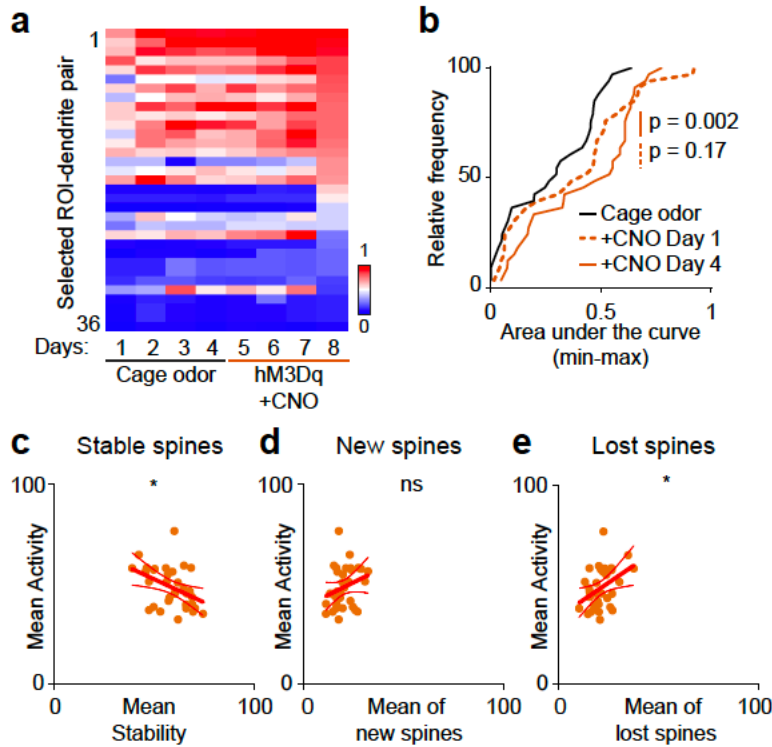 a
1
Selected ROI-dendrite pair
36
1
0
Days: 1 2 3 4 5 6 7 8
Cage odor
hM3Dq
+CNO
b
Relative frequency
100
50
0
p = 0.002
p = 0.17
Cage odor
+CNO Day 1
+CNO Day 4
0 0.5 1
Area under the curve
(min-max)
c
Stable spines
*
100
Mean Activity
0
0 Mean 100
Stability
d
New spines
ns
100
Mean Activity
0
0 Mean of 100
new spines
e
Lost spines
*
100
Mean Activity
0
0 Mean of 100
lost spines